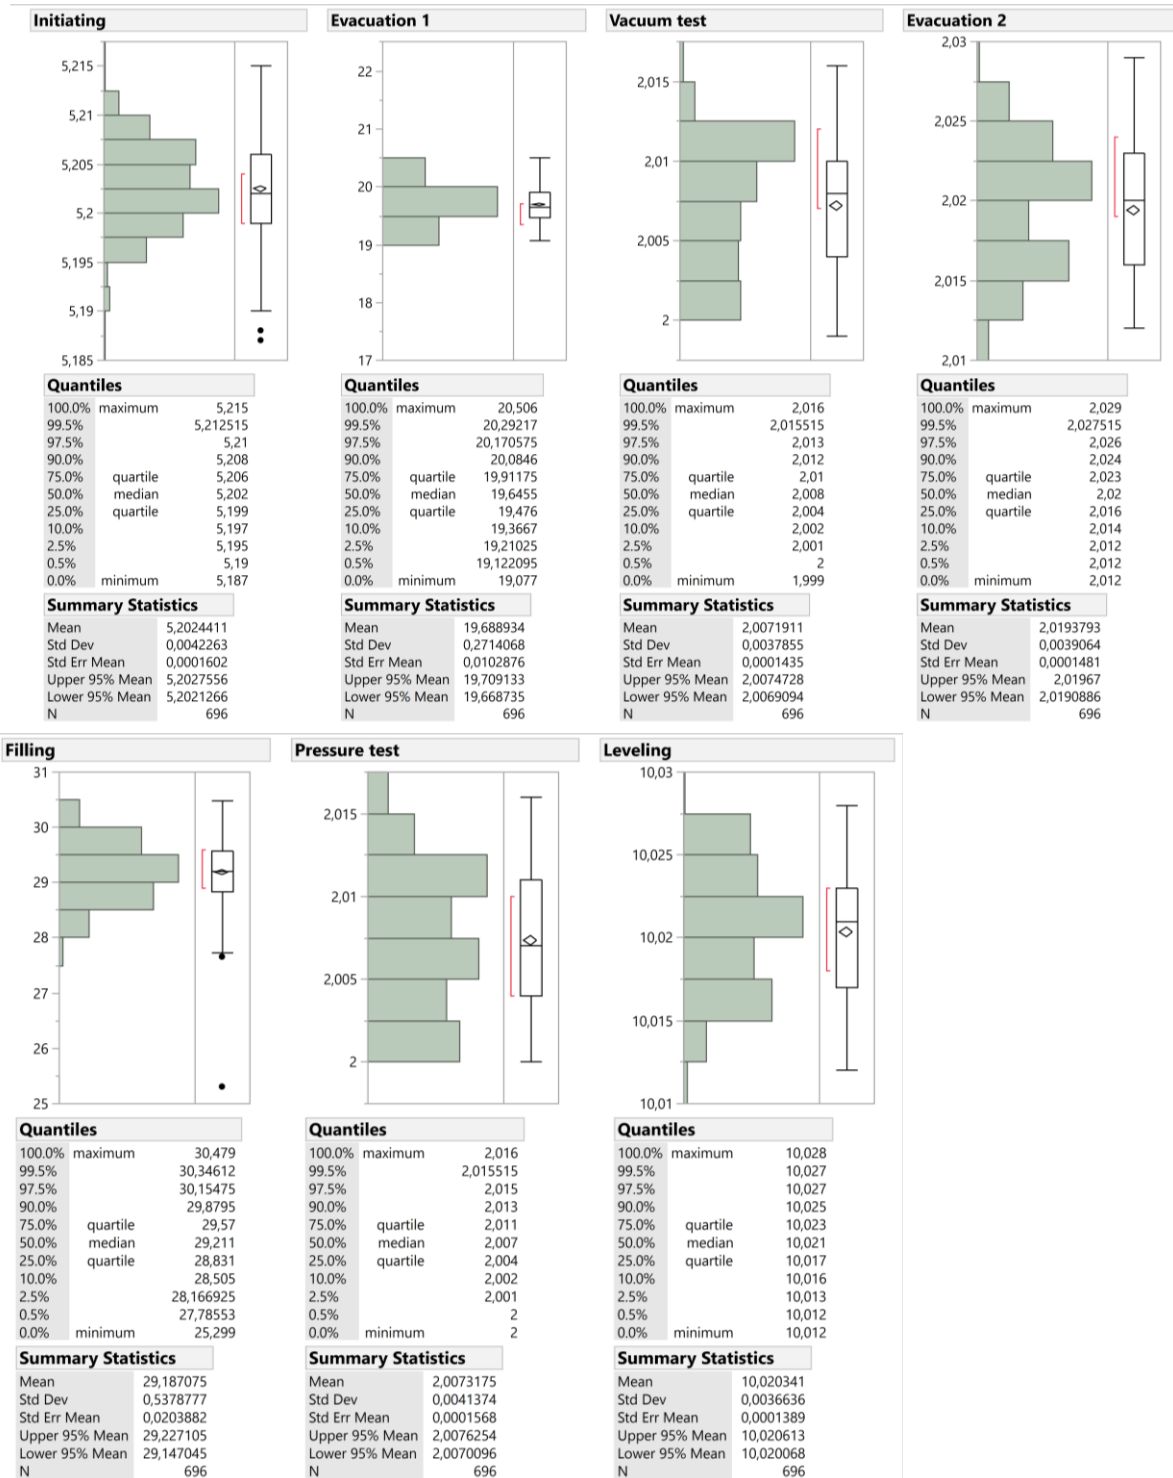 Initiating
5,215
5,21
5,205
5,2
5,195
5,19
5,185
Quantiles
100.0% maximum 5,215
99.5% 5,212515
97.5% 5,21
90.0% 5,208
75.0% quartile 5,206
50.0% median 5,202
25.0% quartile 5,199
10.0% 5,197
2.5% 5,195
0.5% 5,19
0.0% minimum 5,187
Summary Statistics
Mean 5,2024411
Std Dev 0,0042263
Std Err Mean 0,0001602
Upper 95% Mean 5,2027556
Lower 95% Mean 5,2021266
N 696
Evacuation 1
22
21
20
19
18
17
Quantiles
100.0% maximum 20,506
99.5% 20,29217
97.5% 20,170575
90.0% 20,0846
75.0% quartile 19,91175
50.0% median 19,6455
25.0% quartile 19,476
10.0% 19,3667
2.5% 19,21025
0.5% 19,122095
0.0% minimum 19,077
Summary Statistics
Mean 19,688934
Std Dev 0,2714068
Std Err Mean 0,0102876
Upper 95% Mean 19,709133
Lower 95% Mean 19,668735
N 696
Vacuum test
2,015
2,01
2,005
2
Quantiles
100.0% maximum 2,016
99.5% 2,015515
97.5% 2,013
90.0% 2,012
75.0% quartile 2,01
50.0% median 2,008
25.0% quartile 2,004
10.0% 2,002
2.5% 2,001
0.5% 2
0.0% minimum 1,999
Summary Statistics
Mean 2,0071911
Std Dev 0,0037855
Std Err Mean 0,0001435
Upper 95% Mean 2,0074728
Lower 95% Mean 2,0069094
N 696
Evacuation 2
2,03
2,025
2,02
2,015
2,01
Quantiles
100.0% maximum 2,029
99.5% 2,027515
97.5% 2,026
90.0% 2,024
75.0% quartile 2,023
50.0% median 2,02
25.0% quartile 2,016
10.0% 2,014
2.5% 2,012
0.5% 2,012
0.0% minimum 2,012
Summary Statistics
Mean 2,0193793
Std Dev 0,0039064
Std Err Mean 0,0001481
Upper 95% Mean 2,01967
Lower 95% Mean 2,0190886
N 696
Filling
31
30
29
28
27
26
25
Quantiles
100.0% maximum 30,479
99.5% 30,34612
97.5% 30,15475
90.0% 29,8795
75.0% quartile 29,57
50.0% median 29,211
25.0% quartile 28,831
10.0% 28,505
2.5% 28,166925
0.5% 27,78553
0.0% minimum 25,299
Summary Statistics
Mean 29,187075
Std Dev 0,5378777
Std Err Mean 0,0203882
Upper 95% Mean 29,227105
Lower 95% Mean 29,147045
N 696
Pressure test
2,015
2,01
2,005
2
Quantiles
100.0% maximum 2,016
99.5% 2,015515
97.5% 2,015
90.0% 2,013
75.0% quartile 2,011
50.0% median 2,007
25.0% quartile 2,004
10.0% 2,002
2.5% 2,001
0.5% 2
0.0% minimum 2
Summary Statistics
Mean 2,0073175
Std Dev 0,0041374
Std Err Mean 0,0001568
Upper 95% Mean 2,0076254
Lower 95% Mean 2,0070096
N 696
Leveling
10,03
10,025
10,02
10,015
10,01
Quantiles
100.0% maximum 10,028
99.5% 10,027
97.5% 10,027
90.0% 10,025
75.0% quartile 10,023
50.0% median 10,021
25.0% quartile 10,017
10.0% 10,016
2.5% 10,013
0.5% 10,012
0.0% minimum 10,012
Summary Statistics
Mean 10,020341
Std Dev 0,0036636
Std Err Mean 0,0001389
Upper 95% Mean 10,020613
Lower 95% Mean 10,020068
N 696